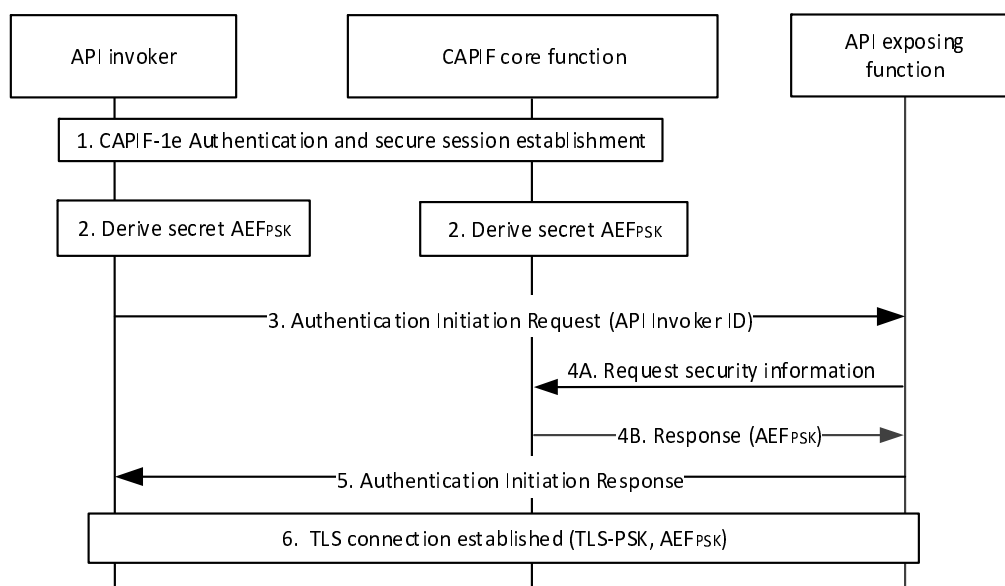 API invoker
CAPIF core function
API exposing
function
1. CAPIF-1e Authentication and secure session establishment
2. Derive secret AEFPSK
2. Derive secret AEFPSK
3. Authentication Initiation Request (API Invoker ID)
4A. Request security information
4B. Response (AEFPSK)
5. Authentication Initiation Response
6. TLS connection established (TLS-PSK, AEFPSK)